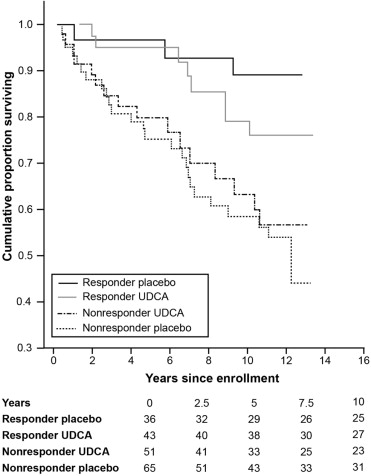 1.0
0.9
0.8
0.7
0.6
0.5
0.4
0.3
Cumulative proportion surviving
Responder placebo
Responder UDCA
Nonresponder UDCA
Nonresponder placebo
0 2 4 6 8 10 12 14 16
Years since enrollment
Years 0 2.5 5 7.5 10
Responder placebo 36 32 29 26 25
Responder UDCA 43 40 38 30 27
Nonresponder UDCA 51 41 33 25 23
Nonresponder placebo 65 51 43 33 31